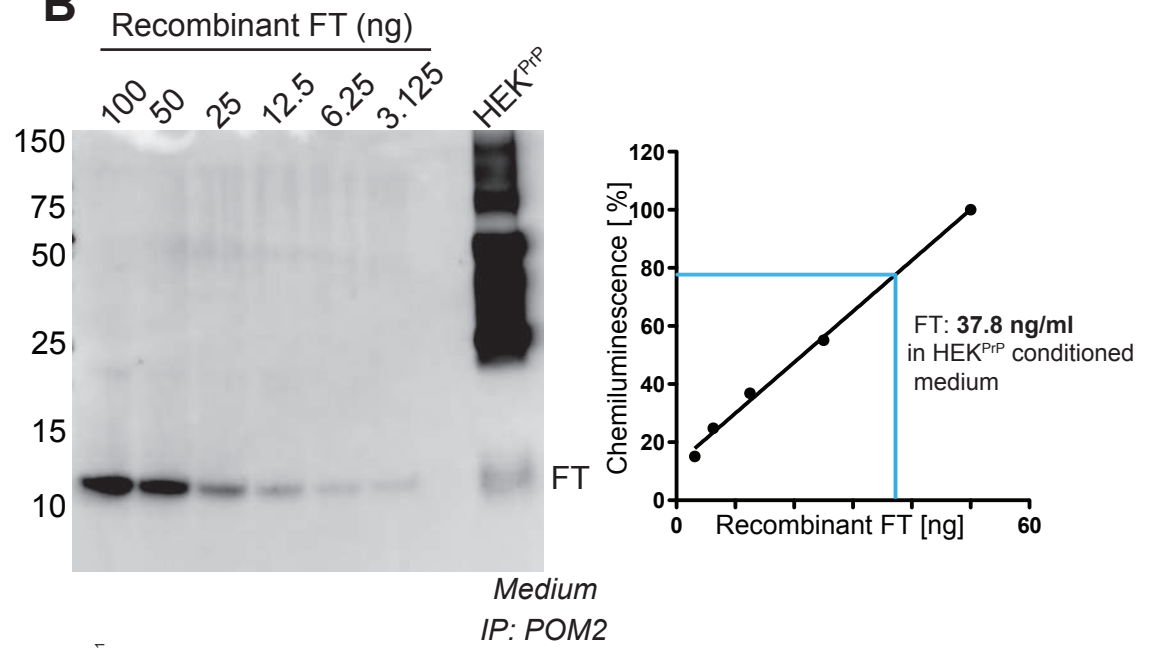 B
Recombinant FT (ng)
100 50 25 12.5 6.25 3.125 HEKPrP
150
75
50
25
15
10
FT
Medium
IP: POM2
Chemiluminescence [ %]
120
100
80
60
40
20
0
0 Recombinant FT [ng] 60
FT: 37.8 ng/ml
in HEKPrP conditioned
medium